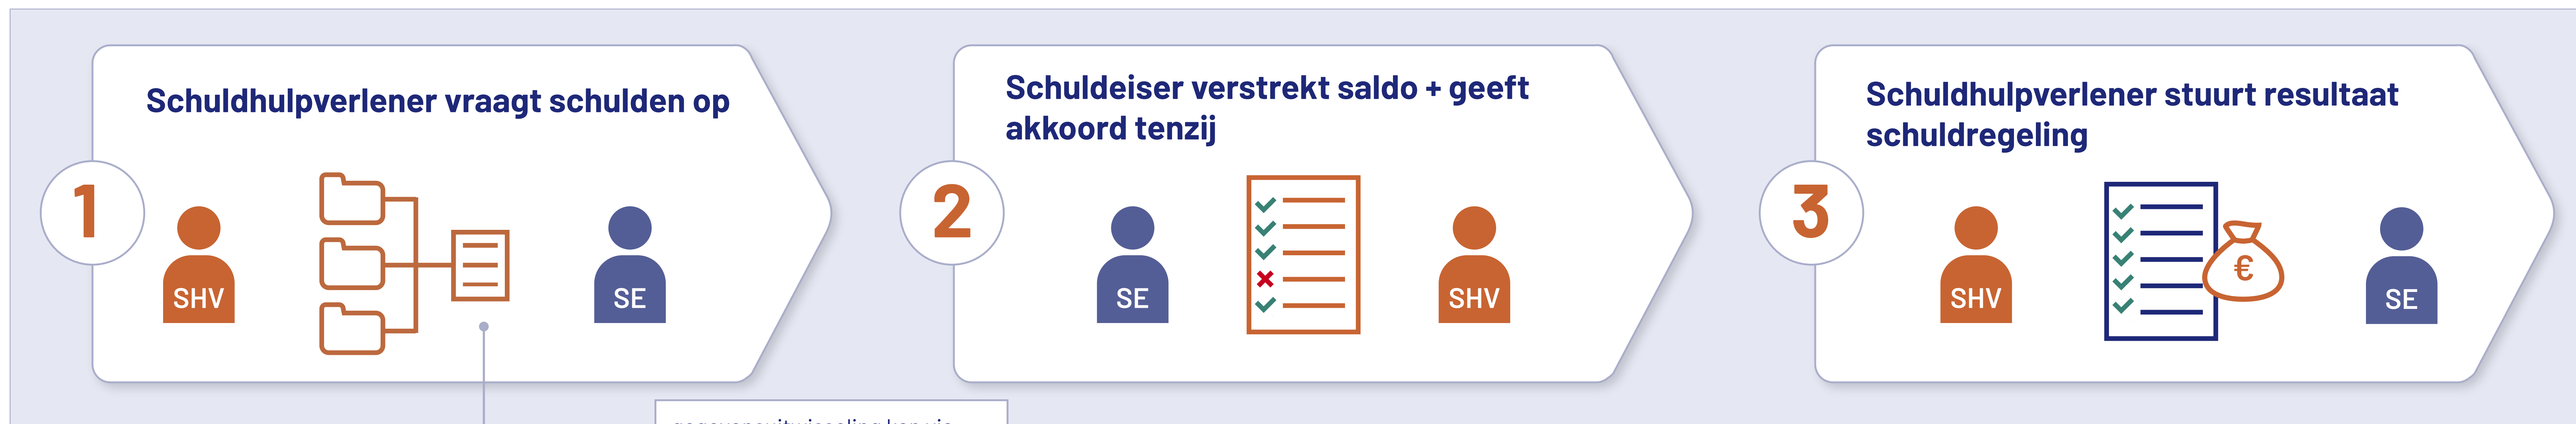 1
Schuldhulpverlener vraagt schulden op
SHV
SE
2
Schuldeiser verstrekt saldo + geeft
akkoord tenzij
SE
SHV
3
Schuldhulpverlener stuurt resultaat
schuldregeling
SHV
€
SE